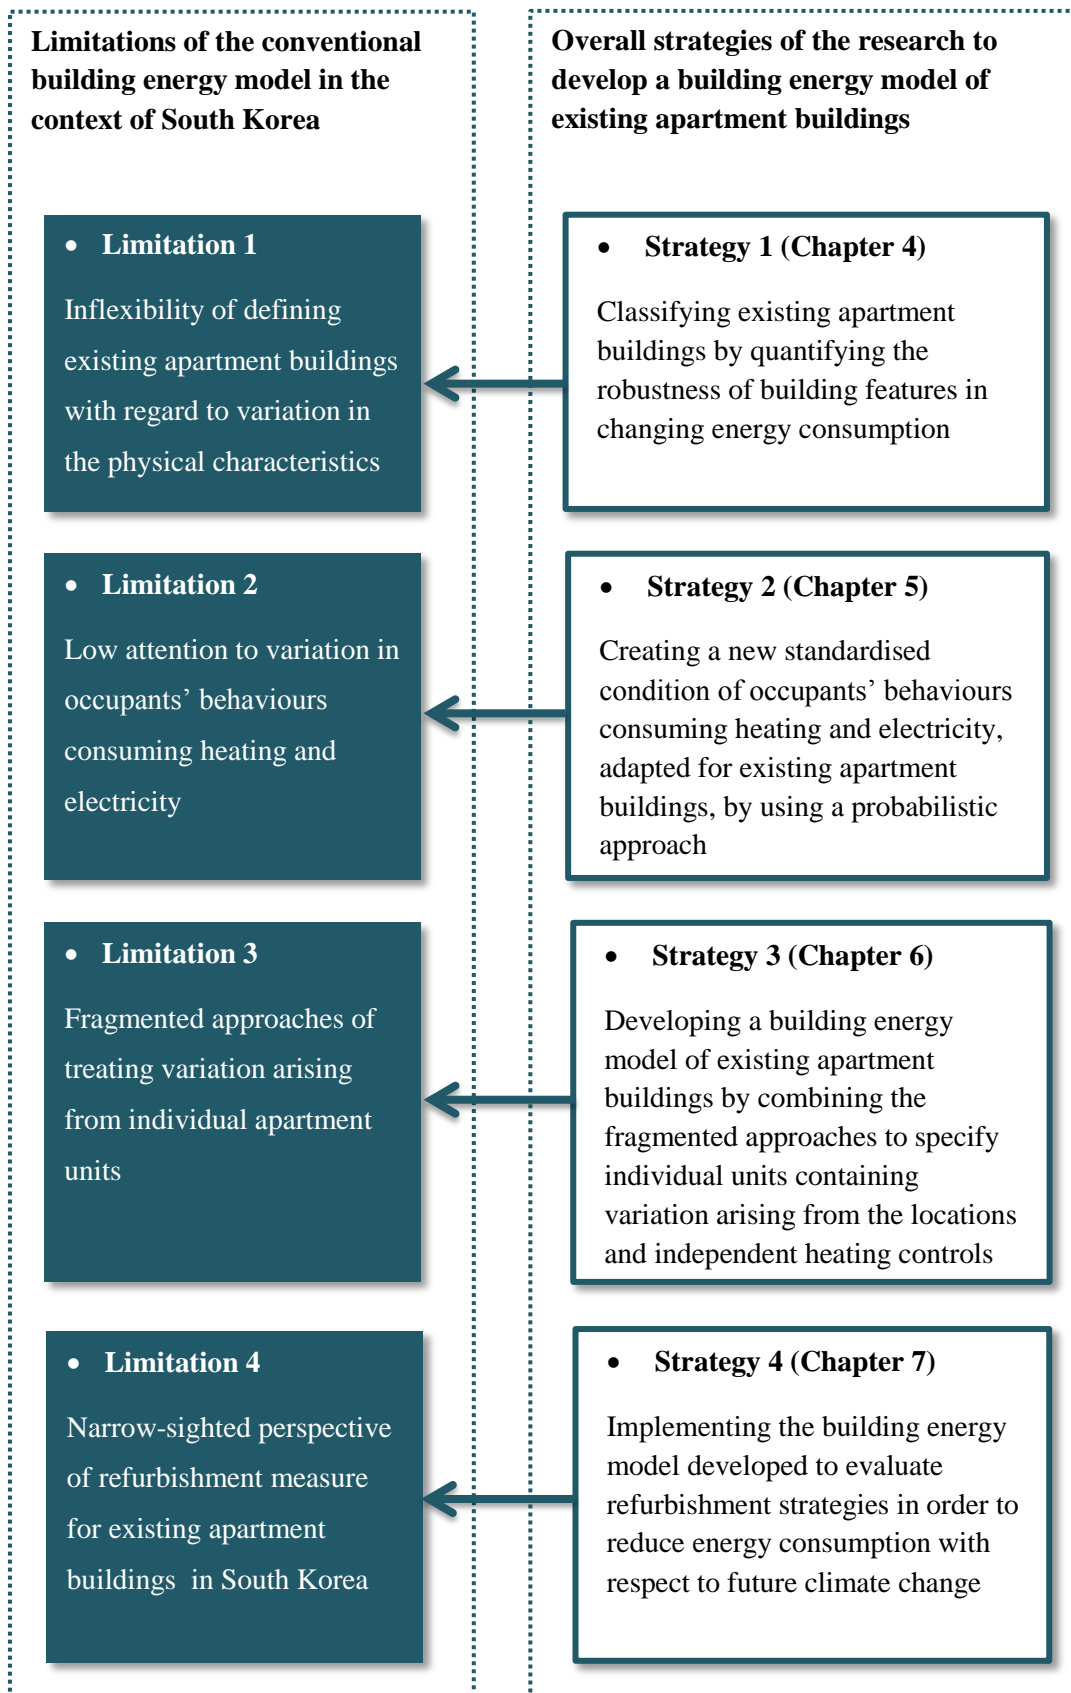 Limitations of the conventional
building energy model in the
context of South Korea
Overall strategies of the research to
develop a building energy model of
existing apartment buildings
• Limitation 1
Inflexibility of defining
existing apartment buildings
with regard to variation in
the physical characteristics
• Strategy 1 (Chapter 4)
Classifying existing apartment
buildings by quantifying the
robustness of building features in
changing energy consumption
• Limitation 2
Low attention to variation in
occupants’ behaviours
consuming heating and
electricity
• Strategy 2 (Chapter 5)
Creating a new standardised
condition of occupants’ behaviours
consuming heating and electricity,
adapted for existing apartment
buildings, by using a probabilistic
approach
• Limitation 3
Fragmented approaches of
treating variation arising
from individual apartment
units
• Strategy 3 (Chapter 6)
Developing a building energy
model of existing apartment
buildings by combining the
fragmented approaches to specify
individual units containing
variation arising from the locations
and independent heating controls
• Limitation 4
Narrow-sighted perspective
of refurbishment measure
for existing apartment
buildings in South Korea
• Strategy 4 (Chapter 7)
Implementing the building energy
model developed to evaluate
refurbishment strategies in order to
reduce energy consumption with
respect to future climate change